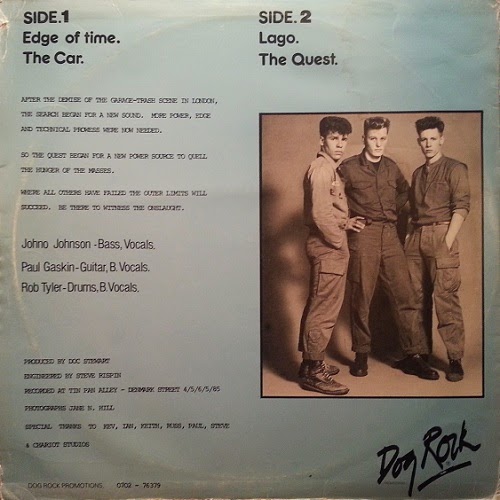 SIDE.1
Edge of time.
The Car.
SIDE. 2
Lago.
The Quest.
AFTER THE DEMISE OF THE GARAGE-TRASH SCENE IN LONDON,
THE SEARCH BEGAN FOR A NEW SOUND. MORE POWER, EDGE
AND TECHNICAL PROWESS WERE NOW NEEDED.
SO THE QUEST BEGAN FOR A NEW POWER SOURCE TO QUELL
THE HUNGER OF THE MASSES.
WHERE ALL OTHERS HAVE FAILED THE OUTER LIMITS WILL
SUCCEED. BE THERE TO WITNESS THE ONSLAUGHT.
Johno Johnson-Bass, Vocals.
Paul Gaskin-Guitar, B. Vocals.
Rob Tyler-Drums, B. Vocals.
PRODUCED BY DOC STEWART
ENGINEERED BY STEVE RISPIN
RECORDED AT TIN PAN ALLEY - DENMARK STREET 4/5/6/5/85
PHOTOGRAPHS JANE N. HILL
SPECIAL THANKS TO KEV, IAN, KEITH, RUSS, PAUL, STEVE
& CHARIOT STUDIOS
Dog Rock
DOG ROCK PROMOTIONS. 0702 - 76379